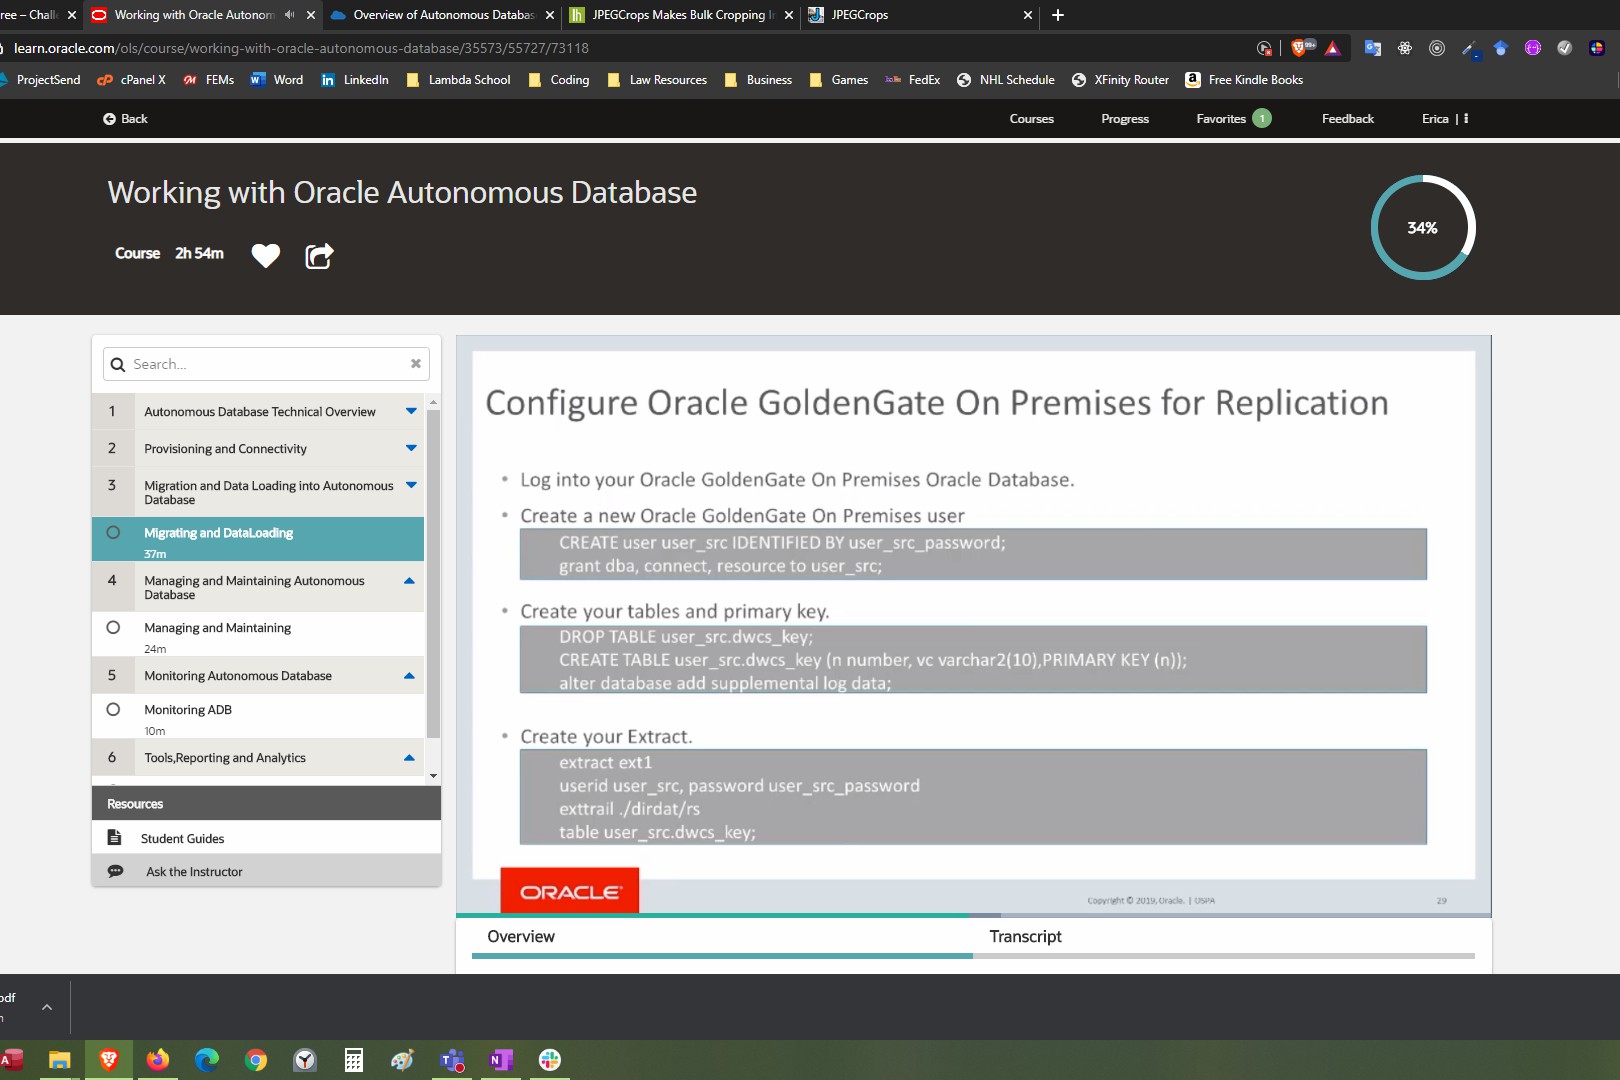 Working with Oracle Autonom
Overview of Autonomous Databas
JPEGCrops Makes Bulk Cropping
JPEGCrops
learn.oracle.com/ols/course/working-with-oracle-autonomous-database/35573/55727/73118
99+
ProjectSend
cPanel X
FEMs
Word
LinkedIn
Lambda School
Coding
Law Resources
Business
Games
FedEx
NHL Schedule
XFinity Router
Free Kindle Books
Back
Courses
Progress
Favorites 1
Feedback
Erica |
Working with Oracle Autonomous Database
Course 2h 54m
34%
Search...
1 Autonomous Database Technical Overview
2 Provisioning and Connectivity
3 Migration and Data Loading into Autonomous
Database
Migrating and DataLoading
37m
4 Managing and Maintaining Autonomous
Database
Managing and Maintaining
24m
5 Monitoring Autonomous Database
Monitoring ADB
10m
6 Tools,Reporting and Analytics
Resources
Student Guides
Ask the Instructor
Configure Oracle GoldenGate On Premises for Replication
• Log into your Oracle GoldenGate On Premises Oracle Database.
• Create a new Oracle GoldenGate On Premises user
CREATE user user_src IDENTIFIED BY user_src_password;
grant dba, connect, resource to user_src;
• Create your tables and primary key.
DROP TABLE user_src.dwcs_key;
CREATE TABLE user_src.dwcs_key (n number, vc varchar2(10),PRIMARY KEY (n));
alter database add supplemental log data;
• Create your Extract.
extract ext1
userid user_src, password user_src_password
exttrail ./dirdat/rs
table user_src.dwcs_key;
ORACLE
Copyright © 2019, Oracle. | OSPA
29
Overview
Transcript